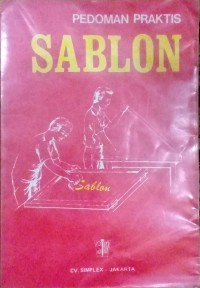 PEDOMAN PRAKTIS
SABLON
Sablon
CV. SIMPLEX - JAKARTA